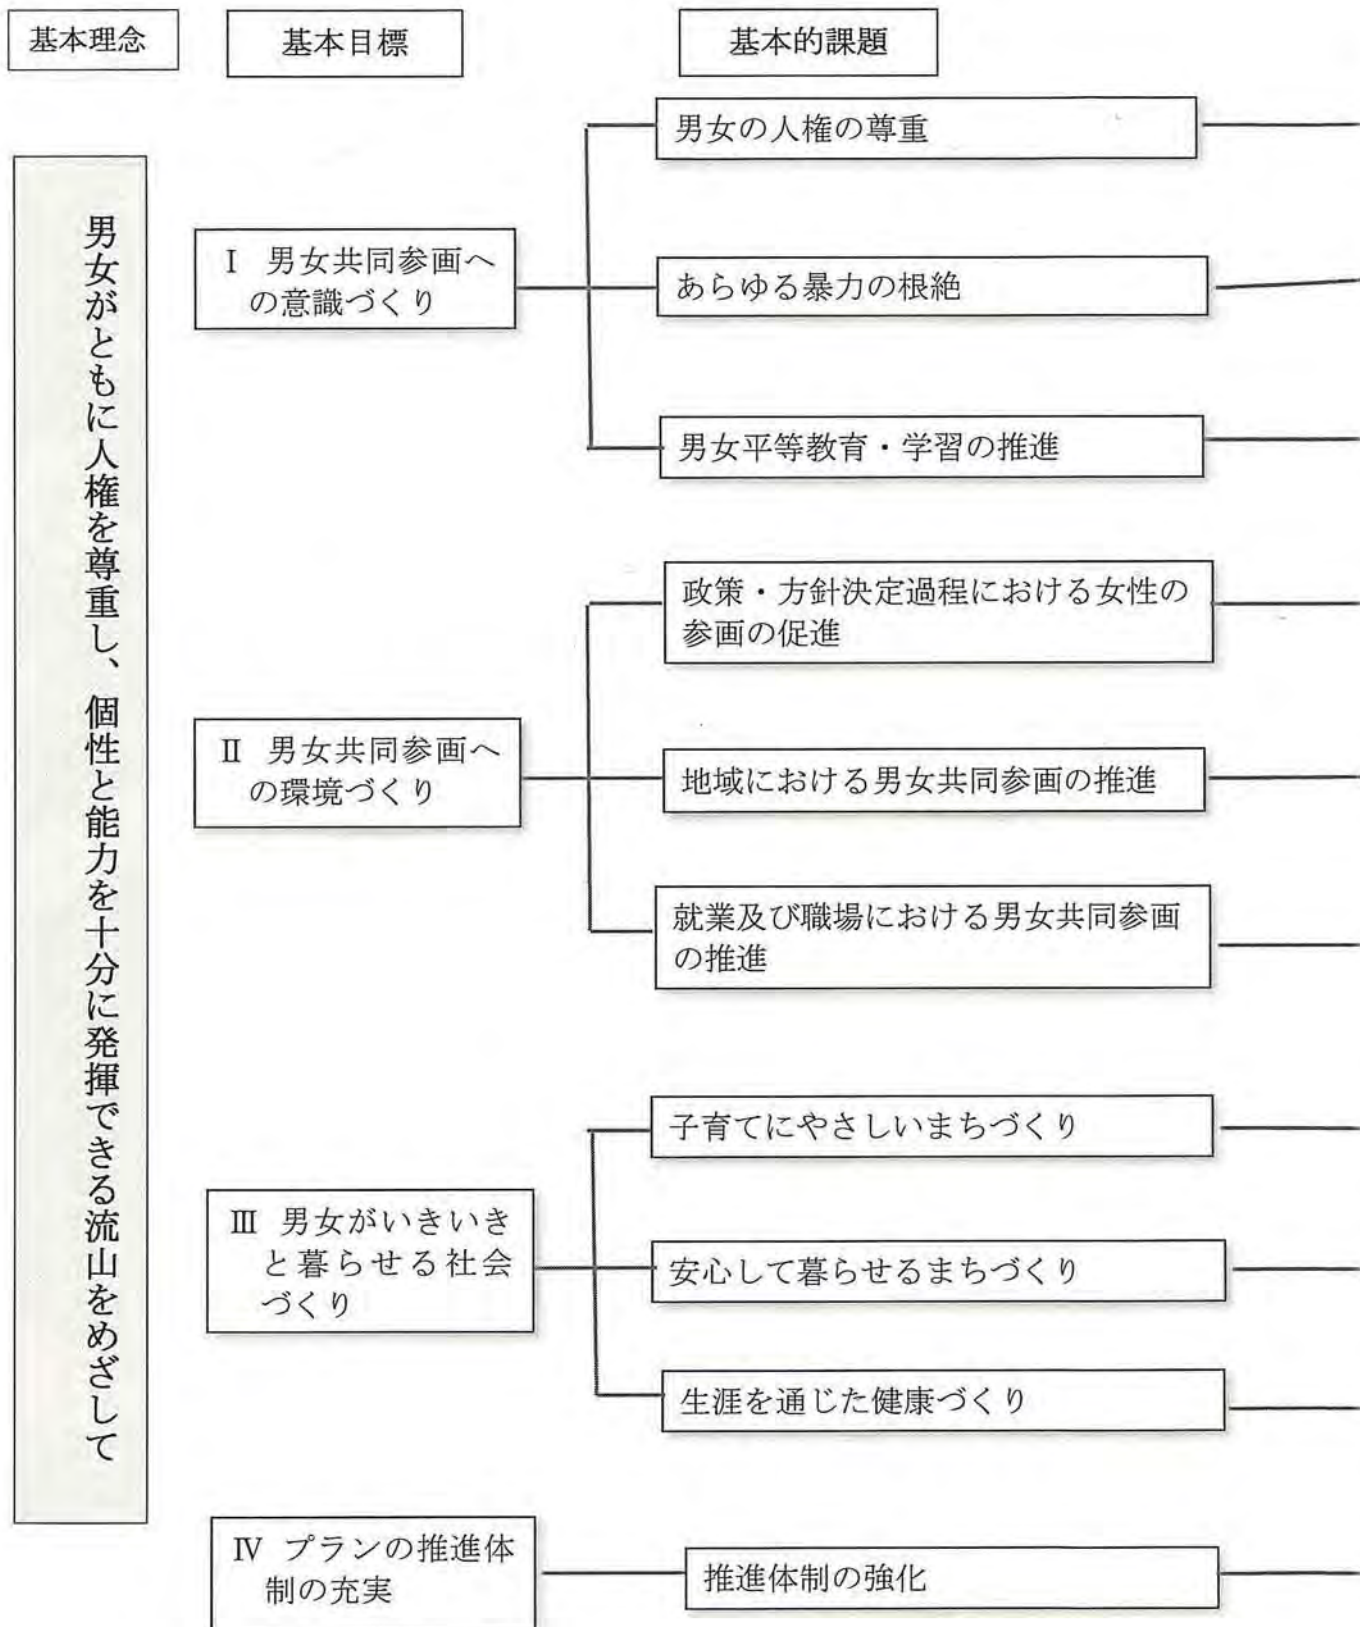 基本理念
基本目標
基本的課題
男女がともに人権を尊重し、個性と能力を十分に発揮できる流山をめざして
Ⅰ 男女共同参画へ
の意識づくり
男女の人権の尊重
あらゆる暴力の根絶
男女平等教育・学習の推進
Ⅱ 男女共同参画へ
の環境づくり
政策・方針決定過程における女性の
参画の促進
地域における男女共同参画の推進
就業及び職場における男女共同参画
の推進
Ⅲ 男女がいきいき
と暮らせる社会
づくり
子育てにやさしいまちづくり
安心して暮らせるまちづくり
生涯を通じた健康づくり
Ⅳ プランの推進体
制の充実
推進体制の強化